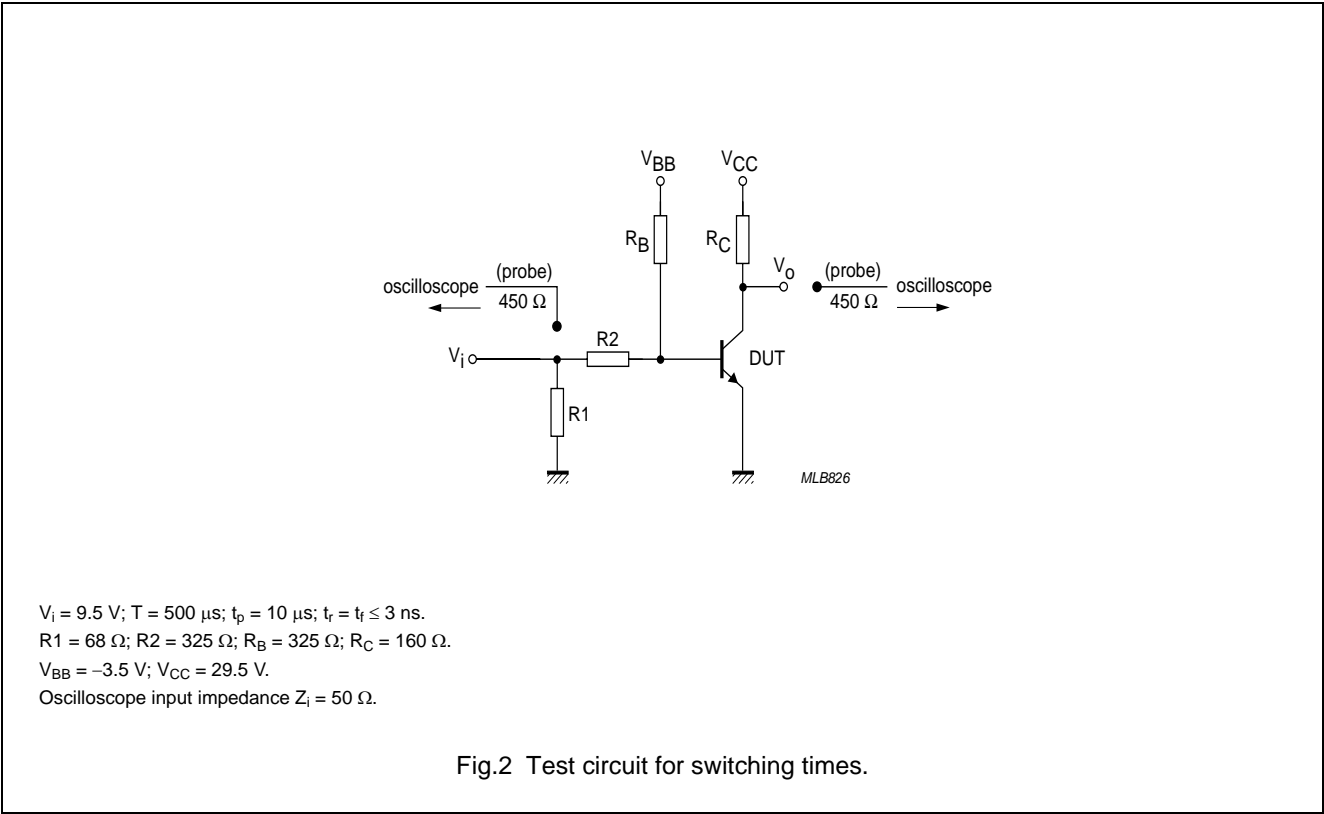 VBB VCC
RB RC
Vo
(probe) (probe)
oscilloscope oscilloscope
450 Ω 450 Ω
R2
Vi DUT
R1
MLB826
Vi = 9.5 V; T = 500 μs; tp = 10 μs; tr = tf ≤ 3 ns.
R1 = 68 Ω; R2 = 325 Ω; RB = 325 Ω; RC = 160 Ω.
VBB = −3.5 V; VCC = 29.5 V.
Oscilloscope input impedance Zi = 50 Ω.
Fig.2 Test circuit for switching times.